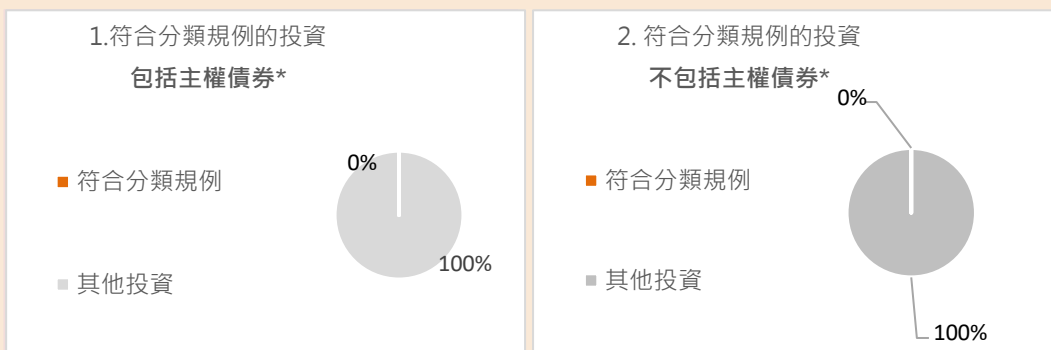 1.符合分類規例的投資
包括主權債券*
0%
符合分類規例
100%
其他投資
2. 符合分類規例的投資
不包括主權債券*
0%
符合分類規例
其他投資
100%